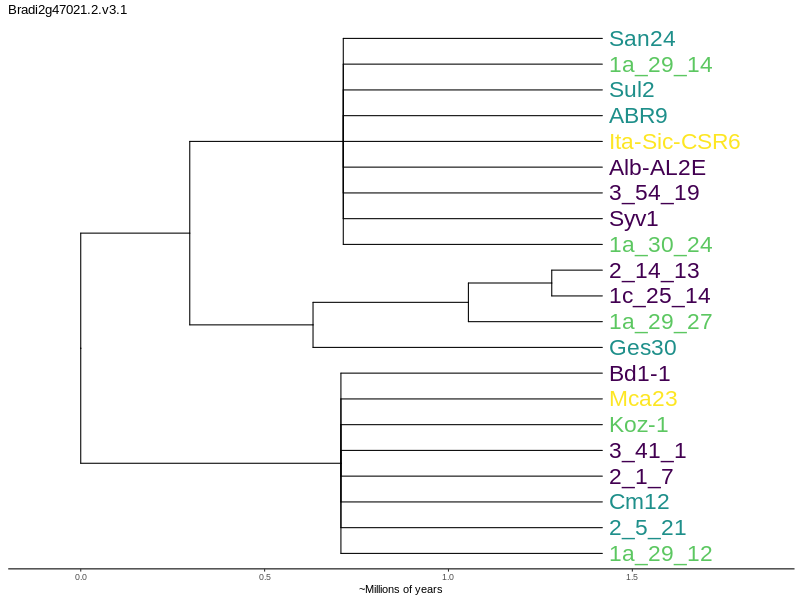 Bradi2g47021.2.v3.1
San24
1a_29_14
Sul2
ABR9
Ita-Sic-CSR6
Alb-AL2E
3_54_19
Syv1
1a_30_24
2_14_13
1c_25_14
1a_29_27
Ges30
Bd1-1
Mca23
Koz-1
3_41_1
2_1_7
Cm12
2_5_21
1a_29_12
0.0 0.5 1.0 1.5
~Millions of years